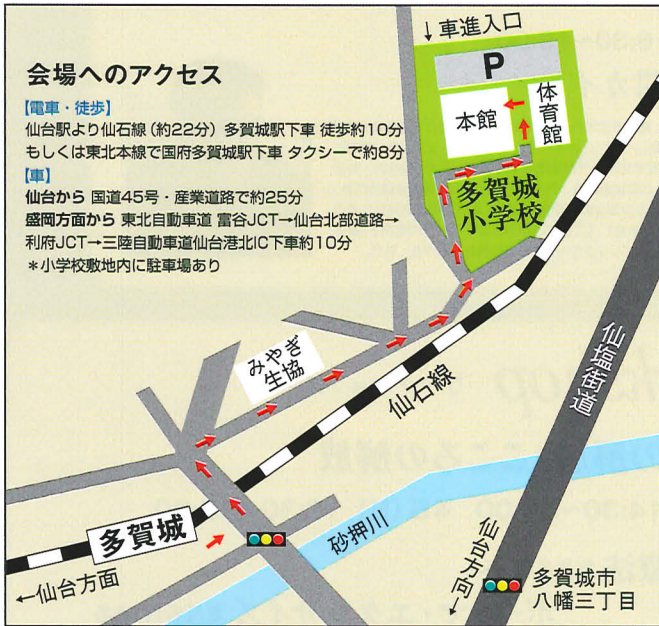 会場へのアクセス
【電車・徒歩】
仙台駅より仙石線(約22分) 多賀城駅下車 徒歩約10分
もしくは東北本線で国府多賀城駅下車 タクシーで約8分
【車】
仙台から 国道45号・産業道路で約25分
盛岡方面から 東北自動車道 富谷JCT→仙台北部道路→
利府JCT→三陸自動車道仙台港北IC下車約10分
*小学校敷地内に駐車場あり
↓車進入口
P
本館
体育館
多賀城
小学校
みやぎ
生協
仙石線
仙塩街道
多賀城
←仙台方面
砂押川
仙台方向→
多賀城市
八幡三丁目